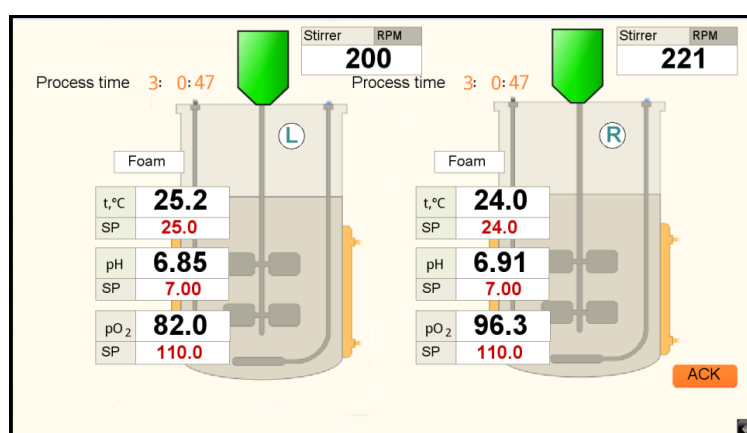 Stirrer RPM
200
Process time 3: 0:47
L
Foam
t,°C 25.2
SP 25.0
pH 6.85
SP 7.00
pO2 82.0
SP 110.0
Stirrer RPM
221
Process time 3: 0:47
R
Foam
t,°C 24.0
SP 24.0
pH 6.91
SP 7.00
pO2 96.3
SP 110.0
ACK